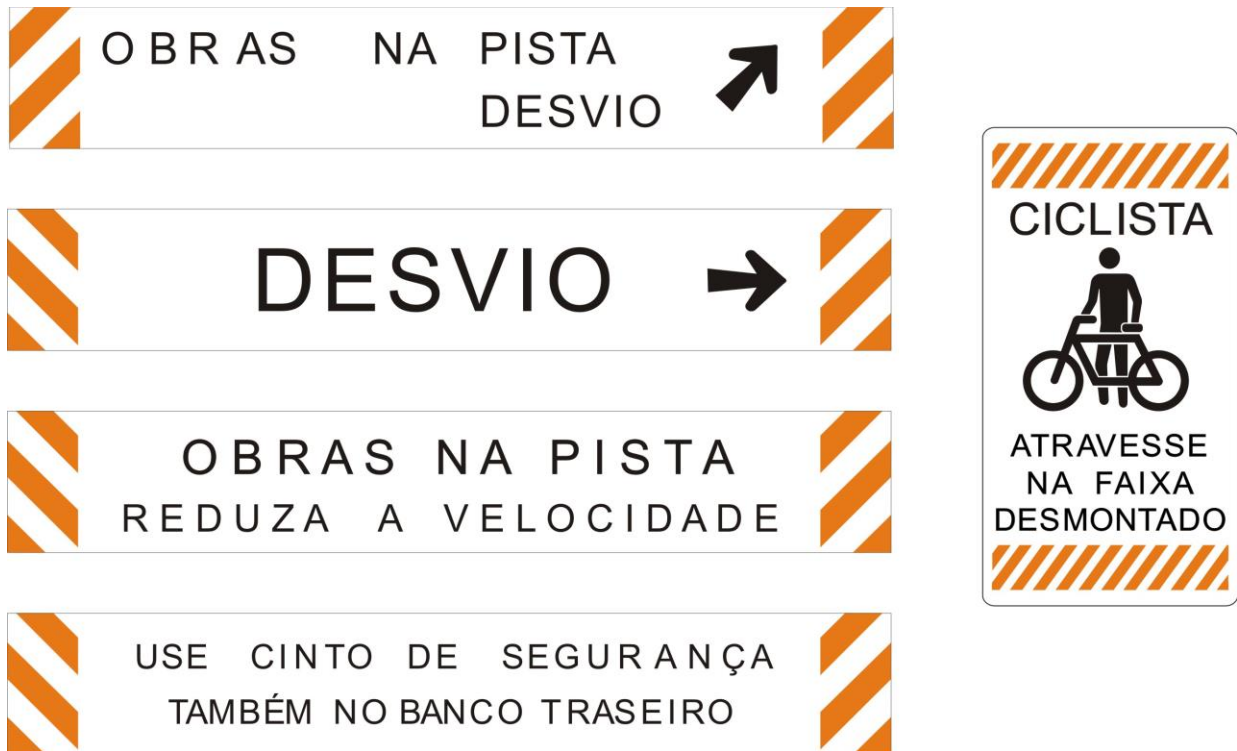 OBRAS NA PISTA
DESVIO
DESVIO
OBRAS NA PISTA
REDUZA A VELOCIDADE
USE CINTO DE SEGURANÇA
TAMBÉM NO BANCO TRASEIRO
CICLISTA
ATRAVESSE
NA FAIXA
DESMONTADO